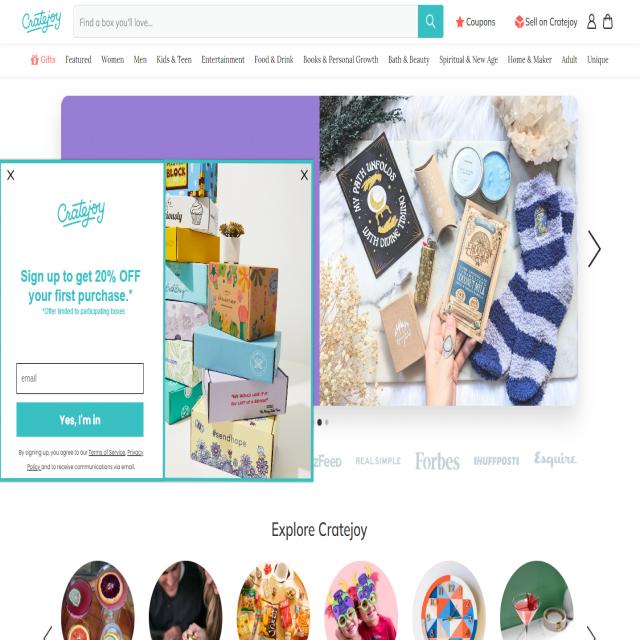 Cratejoy
Find a box you'll love...
Coupons
Sell on Cratejoy
Gifts
Featured
Women
Men
Kids & Teen
Entertainment
Food & Drink
Books & Personal Growth
Bath & Beauty
Spiritual & New Age
Home & Maker
Adult
Unique
X
X
Cratejoy
Sign up to get 20% OFF
your first purchase.*
*Offer limited to participating boxes
email
Yes, I'm in
By signing up, you agree to our Terms of Service, Privacy
Policy and to receive communications via email.
BLOCK
#sendhope
MY PATH UNFOLDS
WITH DIVINE TIMING
zFeed
REALSIMPLE
Forbes
IHUFFPOSTI
Esquire.
Explore Cratejoy